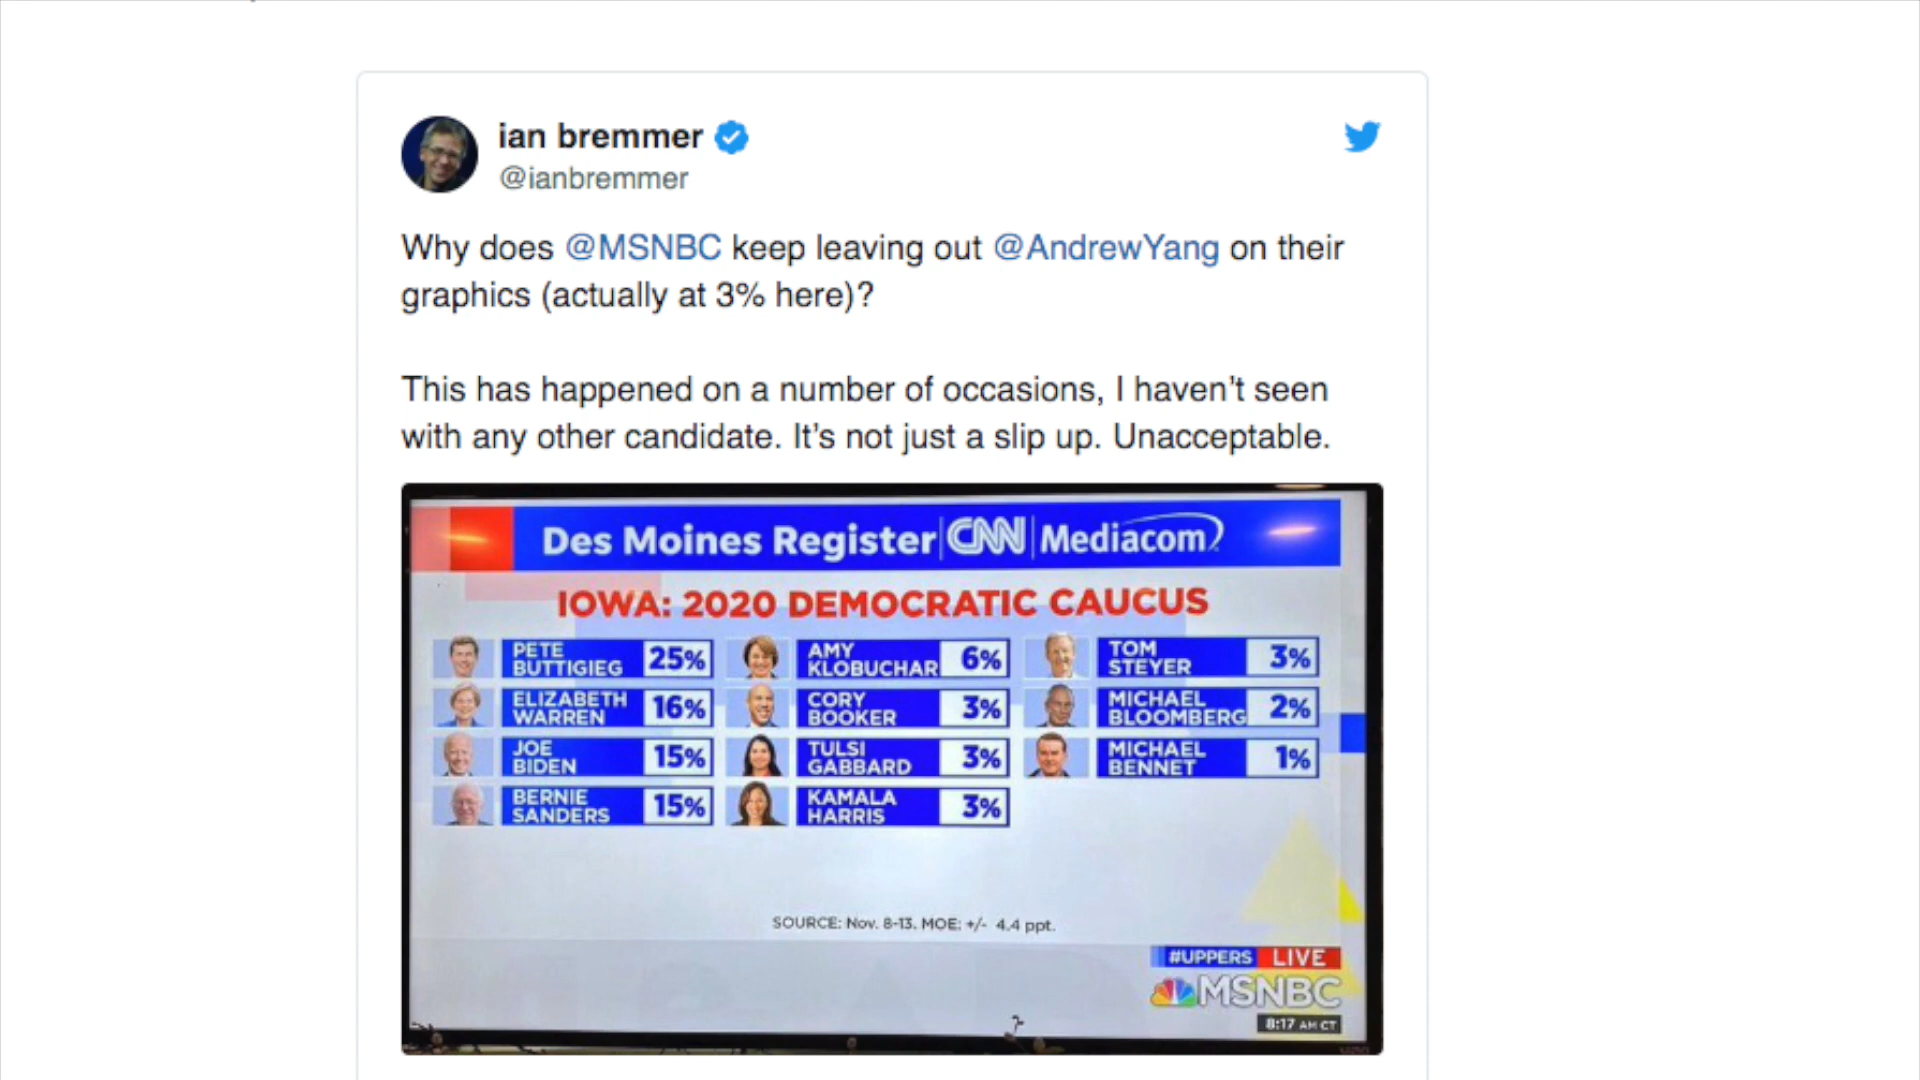 ian bremmer
@ianbremmer
Why does @MSNBC keep leaving out @AndrewYang on their
graphics (actually at 3% here)?
This has happened on a number of occasions, I haven't seen
with any other candidate. It's not just a slip up. Unacceptable.
Des Moines Register CNN Mediacom
IOWA: 2020 DEMOCRATIC CAUCUS
PETE BUTTIGIEG 25%
ELIZABETH WARREN 16%
JOE BIDEN 15%
BERNIE SANDERS 15%
AMY KLOBUCHAR 6%
CORY BOOKER 3%
TULSI GABBARD 3%
KAMALA HARRIS 3%
TOM STEYER 3%
MICHAEL BLOOMBERG 2%
MICHAEL BENNET 1%
SOURCE: Nov. 8-13. MOE: +/- 4.4 ppt.
#UPPERS LIVE
MSNBC
8:17 AM CT